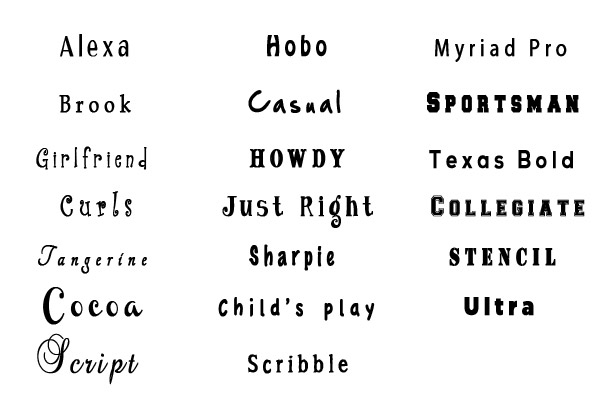 Alexa
Hobo
Myriad Pro
Brook
Casual
SPORTSMAN
Girlfriend
HOWDY
Texas Bold
Curls
Just Right
COLLEGIATE
Tangerine
Sharpie
STENCIL
Cocoa
Child's play
Ultra
Script
Scribble